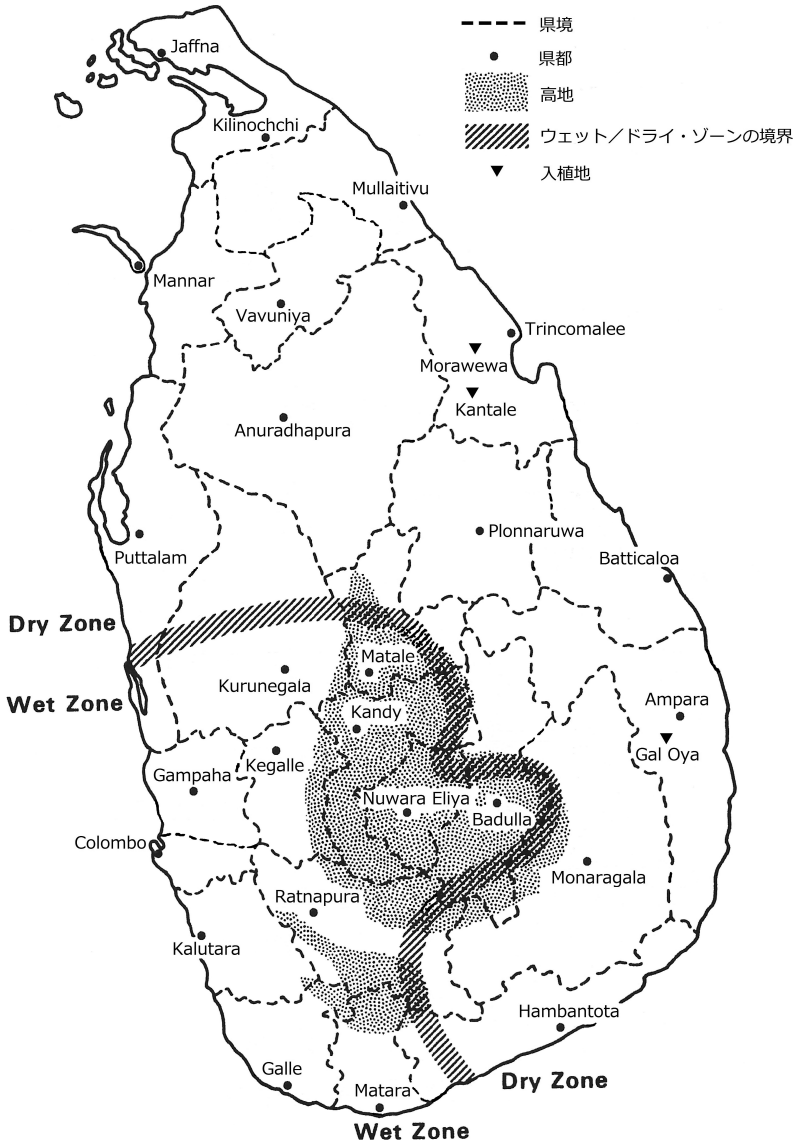 県境
Jaffna
県都
高地
Kilinochchi
ウェット／ドライ・ゾーンの境界
入植地
Mullaitivu
Mannar
Vavuniya
Trincomalee
Morawewa
Kantale
Anuradhapura
Plonnaruwa
Puttalam
Batticaloa
Dry Zone
Matale
Kurunegala
Wet Zone
Ampara
Kandy
Gal Oya
Kegalle
Gampaha
Nuwara Eliya
Badulla
Colombo
Monaragala
Ratnapura
Kalutara
Hambantota
Galle
Dry Zone
Matara
Wet Zone